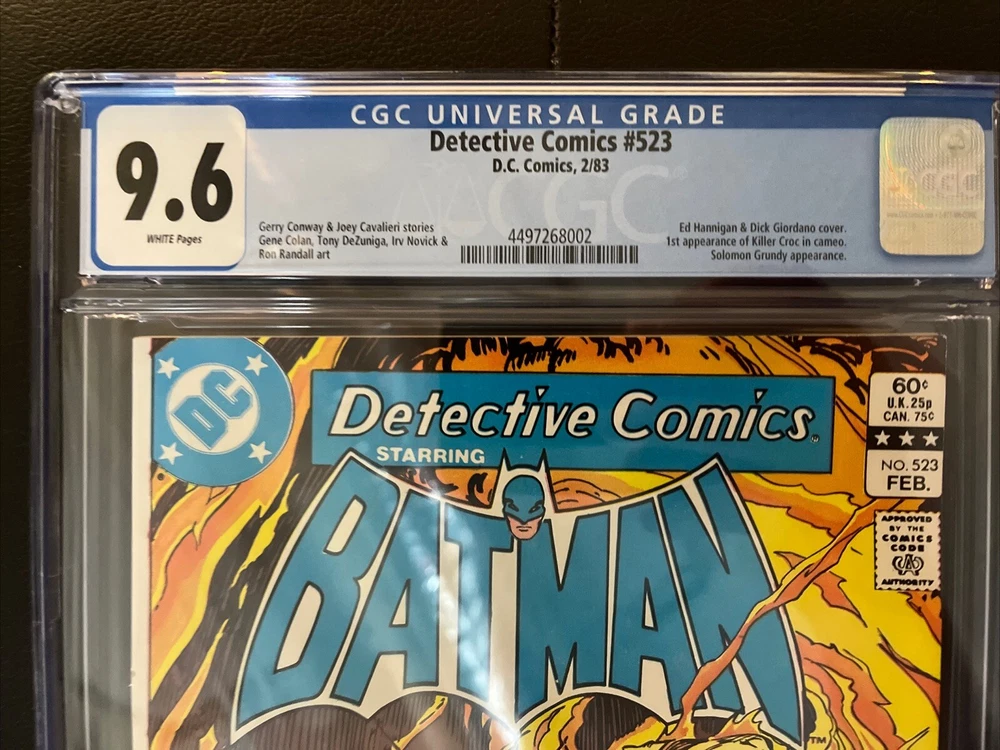 CGC UNIVERSAL GRADE
Detective Comics #523
D.C. Comics, 2/83
9.6
WHITE Pages
Gerry Conway & Joey Cavalieri stories
Gene Colan, Tony DeZuniga, Irv Novick &
Ron Randall art
CGC
4497268002
Ed Hannigan & Dick Giordano cover.
1st appearance of Killer Croc in cameo.
Solomon Grundy appearance.
DC
Detective Comics
STARRING
BATMAN
TM
60¢
U.K. 25p
CAN. 75¢
NO. 523
FEB.
APPROVED
BY THE
COMICS
CODE
CA
AUTHORITY